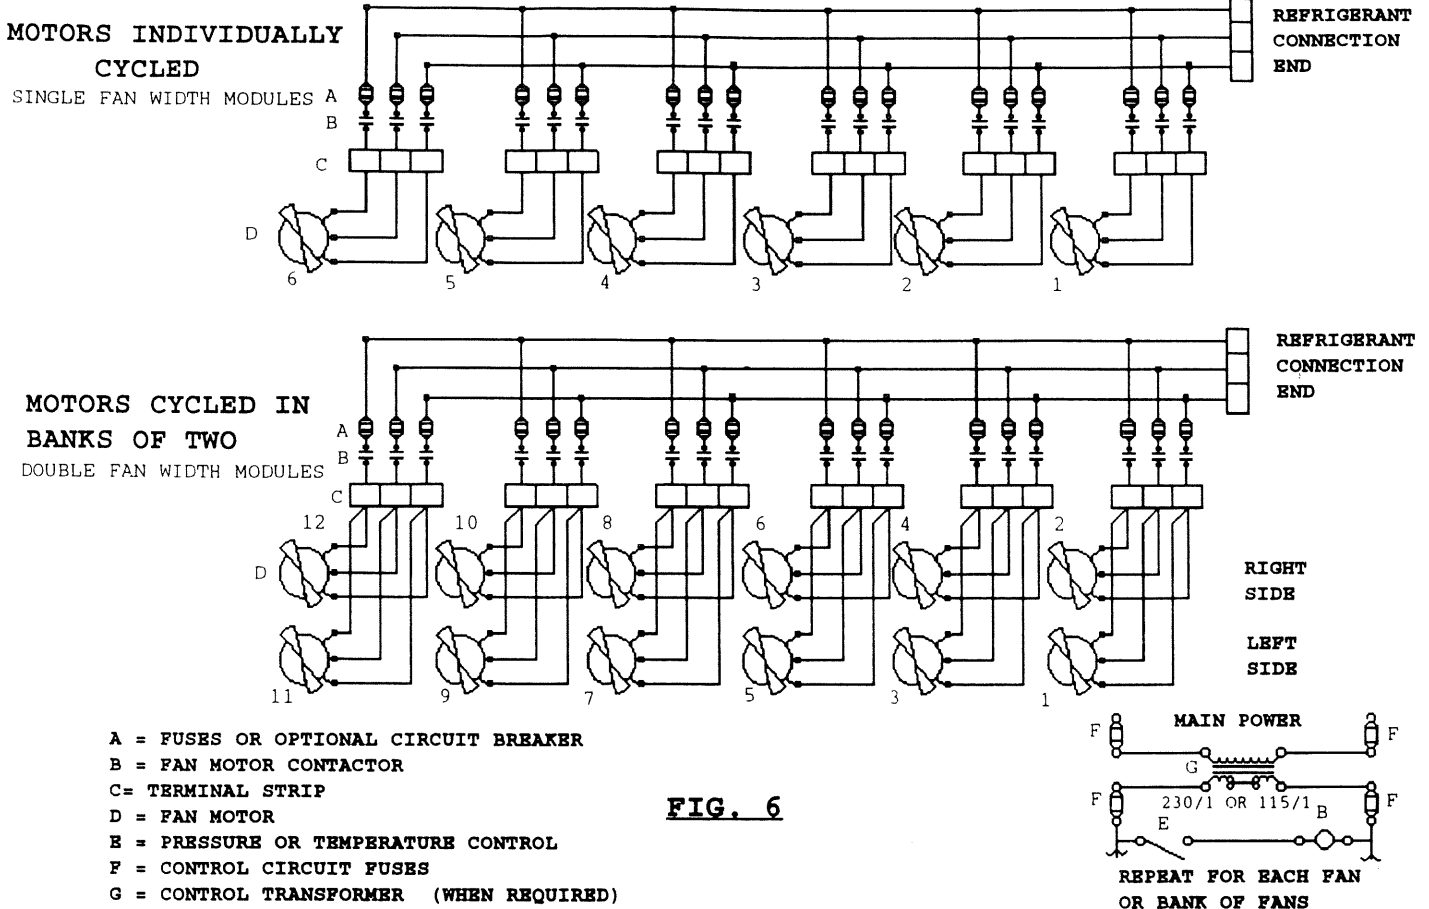 MOTORS INDIVIDUALLY
CYCLED
SINGLE FAN WIDTH MODULES
A
B
C
D
6 5 4 3 2 1
REFRIGERANT
CONNECTION
END
MOTORS CYCLED IN
BANKS OF TWO
DOUBLE FAN WIDTH MODULES
A
B
C
D
REFRIGERANT
CONNECTION
END
12 10 8 6 4 2
RIGHT
SIDE
LEFT
SIDE
11 9 7 5 3 1
A = FUSES OR OPTIONAL CIRCUIT BREAKER
B = FAN MOTOR CONTACTOR
C= TERMINAL STRIP
D = FAN MOTOR
E = PRESSURE OR TEMPERATURE CONTROL
F = CONTROL CIRCUIT FUSES
G = CONTROL TRANSFORMER (WHEN REQUIRED)
FIG. 6
MAIN POWER
F F
G
F 230/1 OR 115/1 F
E B
REPEAT FOR EACH FAN
OR BANK OF FANS